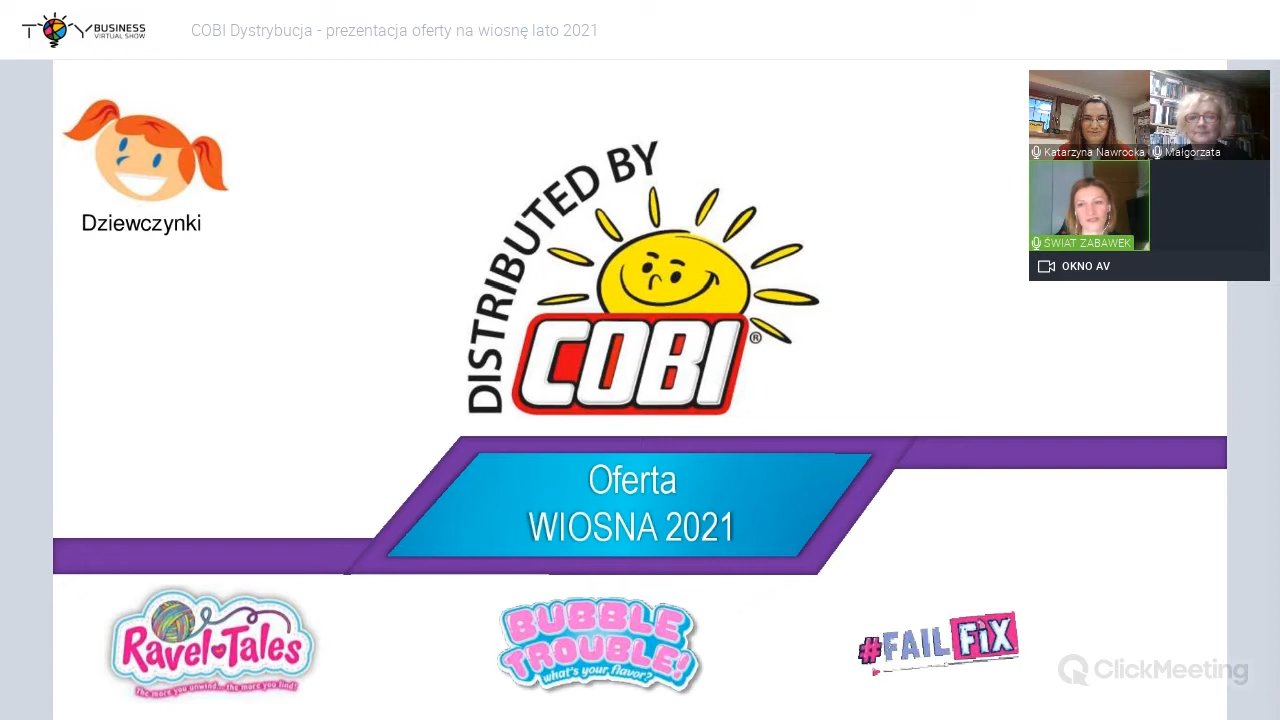 TOY BUSINESS
VIRTUAL SHOW
COBI Dystrybucja - prezentacja oferty na wiosnę lato 2021
Katarzyna Nawrocka
Małgorzata
ŚWIAT ZABAWEK
OKNO AV
Dziewczynki
DISTRIBUTED BY
COBI®
Oferta
WIOSNA 2021
Ravel Tales
The more you unwind... the more you find!
BUBBLE
TROUBLE!
what's your flavor?
#FAILFIX
ClickMeeting